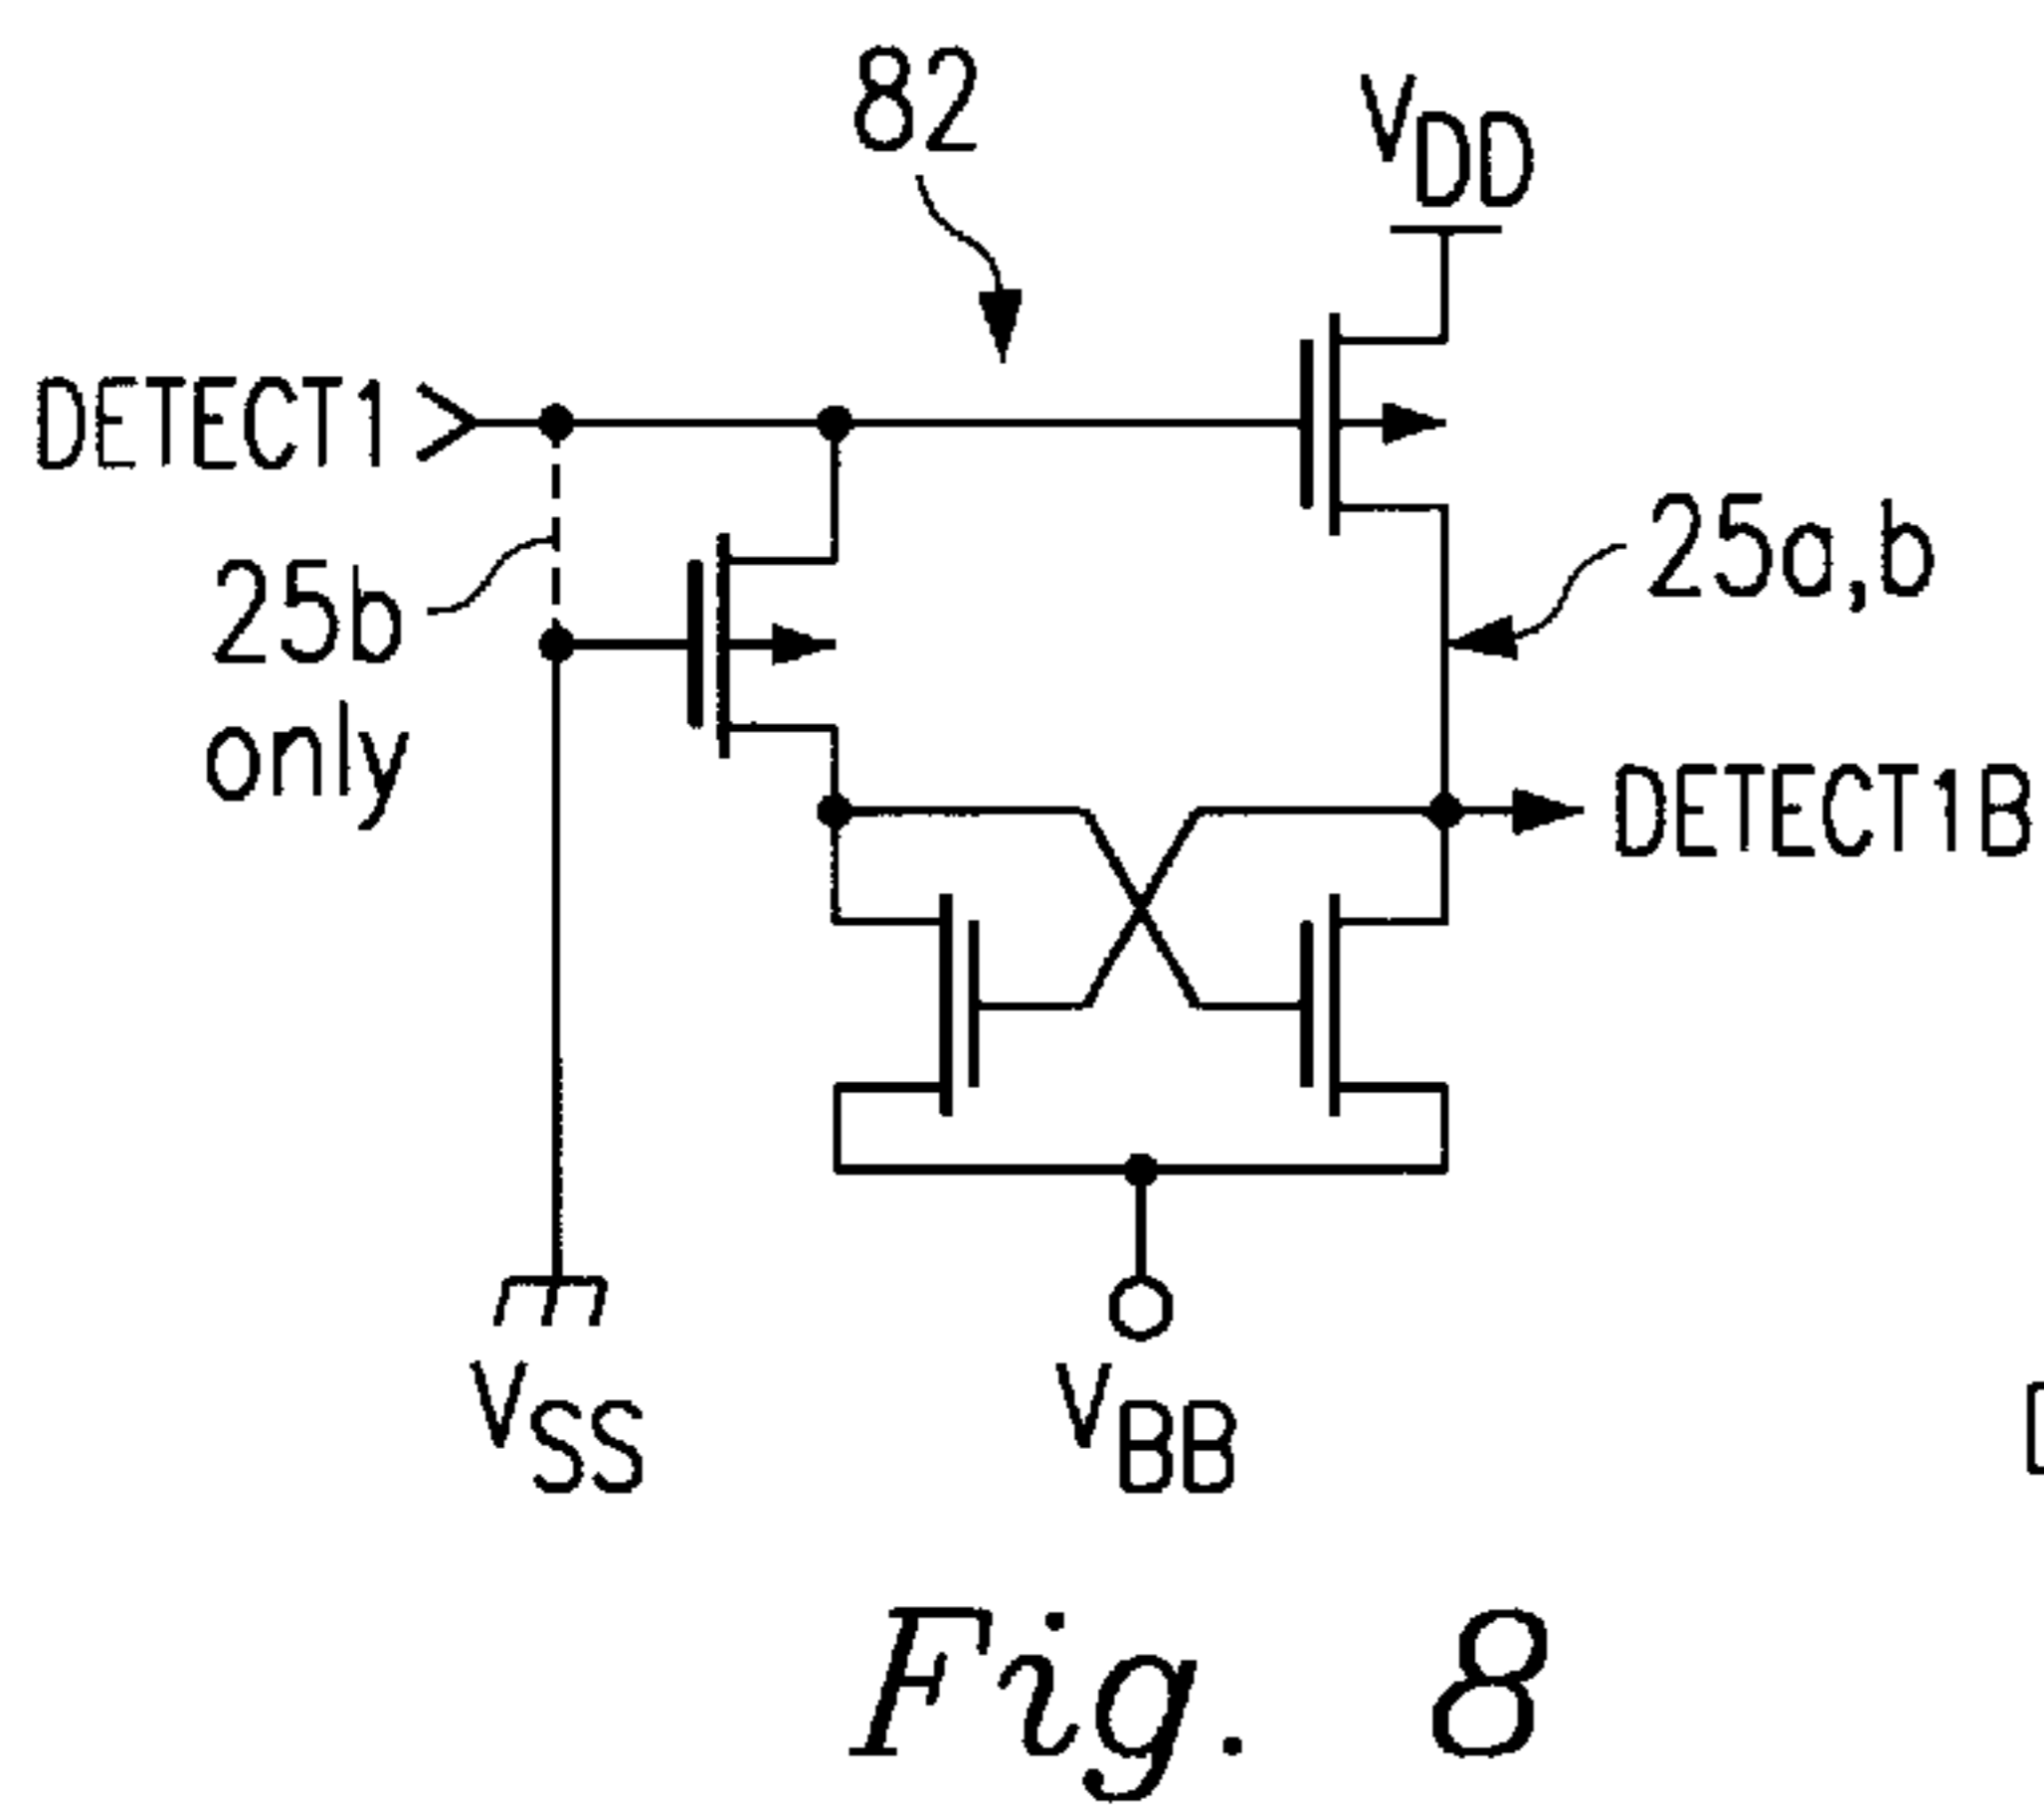 82
VDD
DETECT1
25a,b
25b
only
DETECT1B
VSS
VBB
Fig. 8